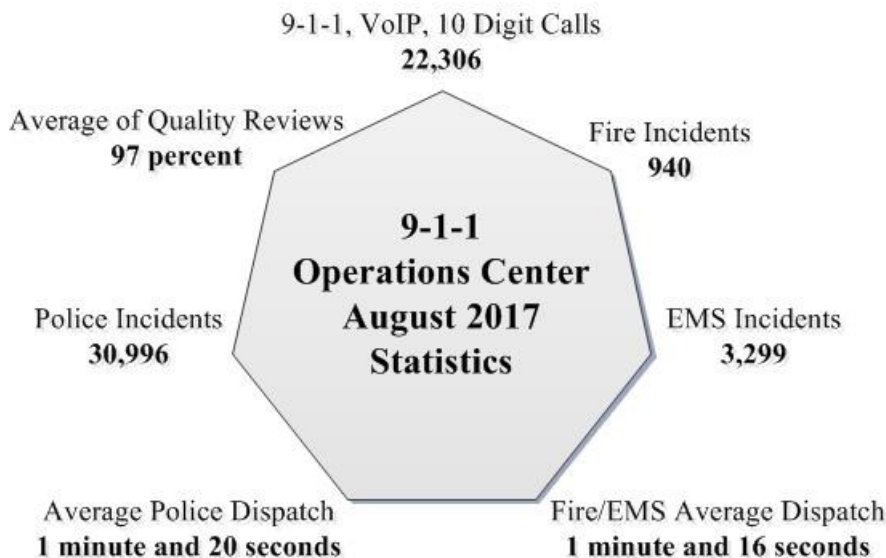 9-1-1, VoIP, 10 Digit Calls
22,306
Average of Quality Reviews
97 percent
Fire Incidents
940
9-1-1
Operations Center
August 2017
Statistics
Police Incidents
30,996
EMS Incidents
3,299
Average Police Dispatch
1 minute and 20 seconds
Fire/EMS Average Dispatch
1 minute and 16 seconds